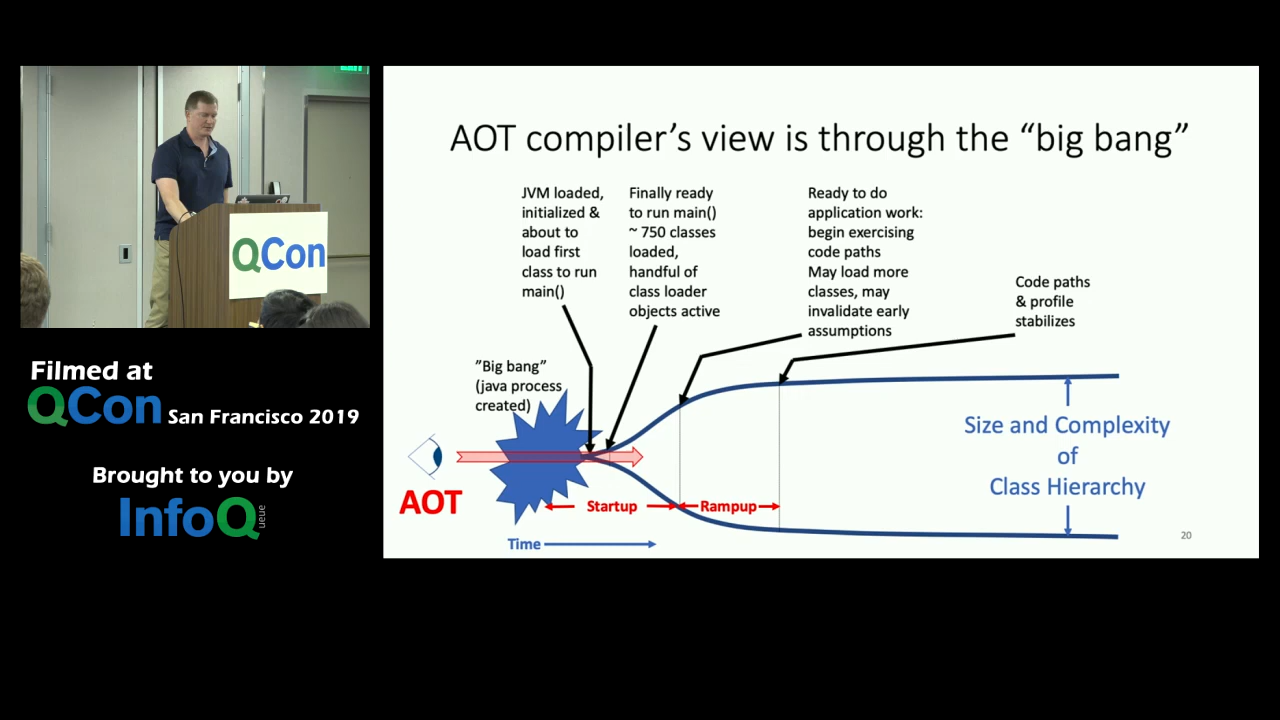 EXIT
QCon
Filmed at
QCon San Francisco 2019
Brought to you by
InfoQ
ueue
AOT compiler's view is through the “big bang”
JVM loaded,
initialized &
about to
load first
class to run
main()
Finally ready
to run main()
~ 750 classes
loaded,
handful of
class loader
objects active
Ready to do
application work:
begin exercising
code paths
May load more
classes, may
invalidate early
assumptions
Code paths
& profile
stabilizes
”Big bang”
(java process
created)
AOT
Startup
Rampup
Time
Size and Complexity
of
Class Hierarchy
20